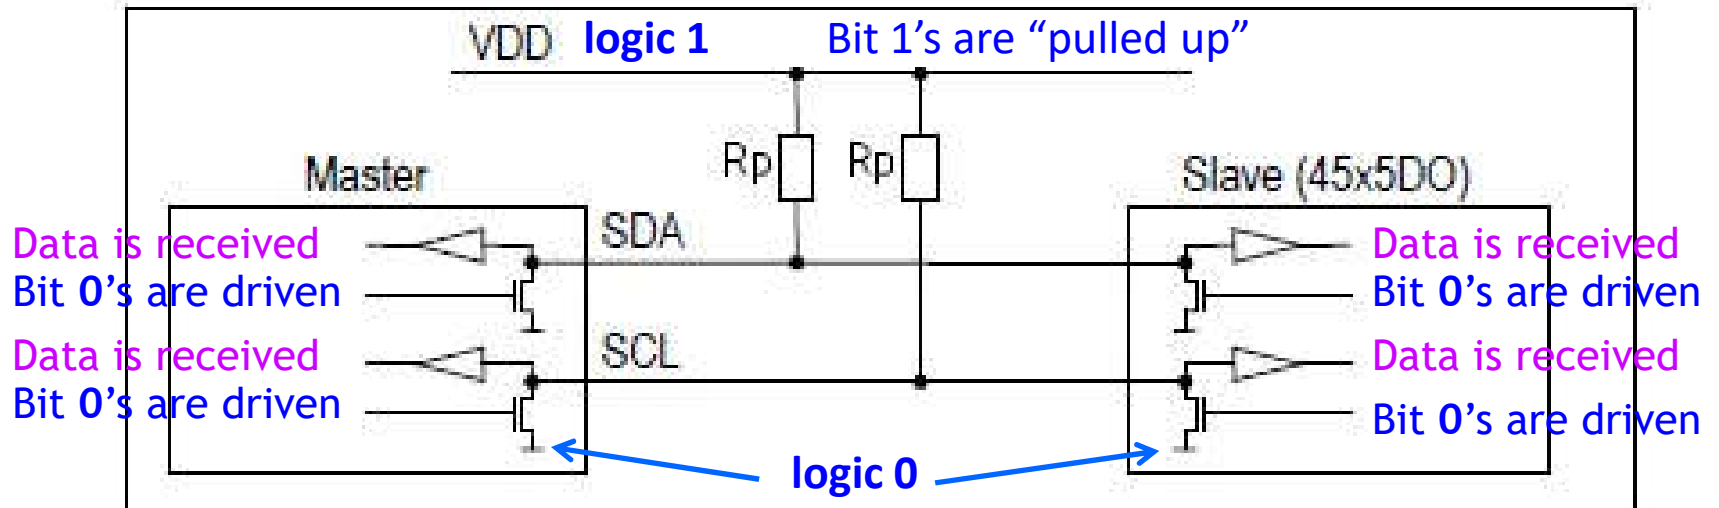 VDD logic 1 Bit 1’s are “pulled up”
Rp Rp
Master Slave (45x5DO)
SDA
Data is received Data is received
Bit 0’s are driven Bit 0’s are driven
SCL
Data is received Data is received
Bit 0’s are driven Bit 0’s are driven
logic 0